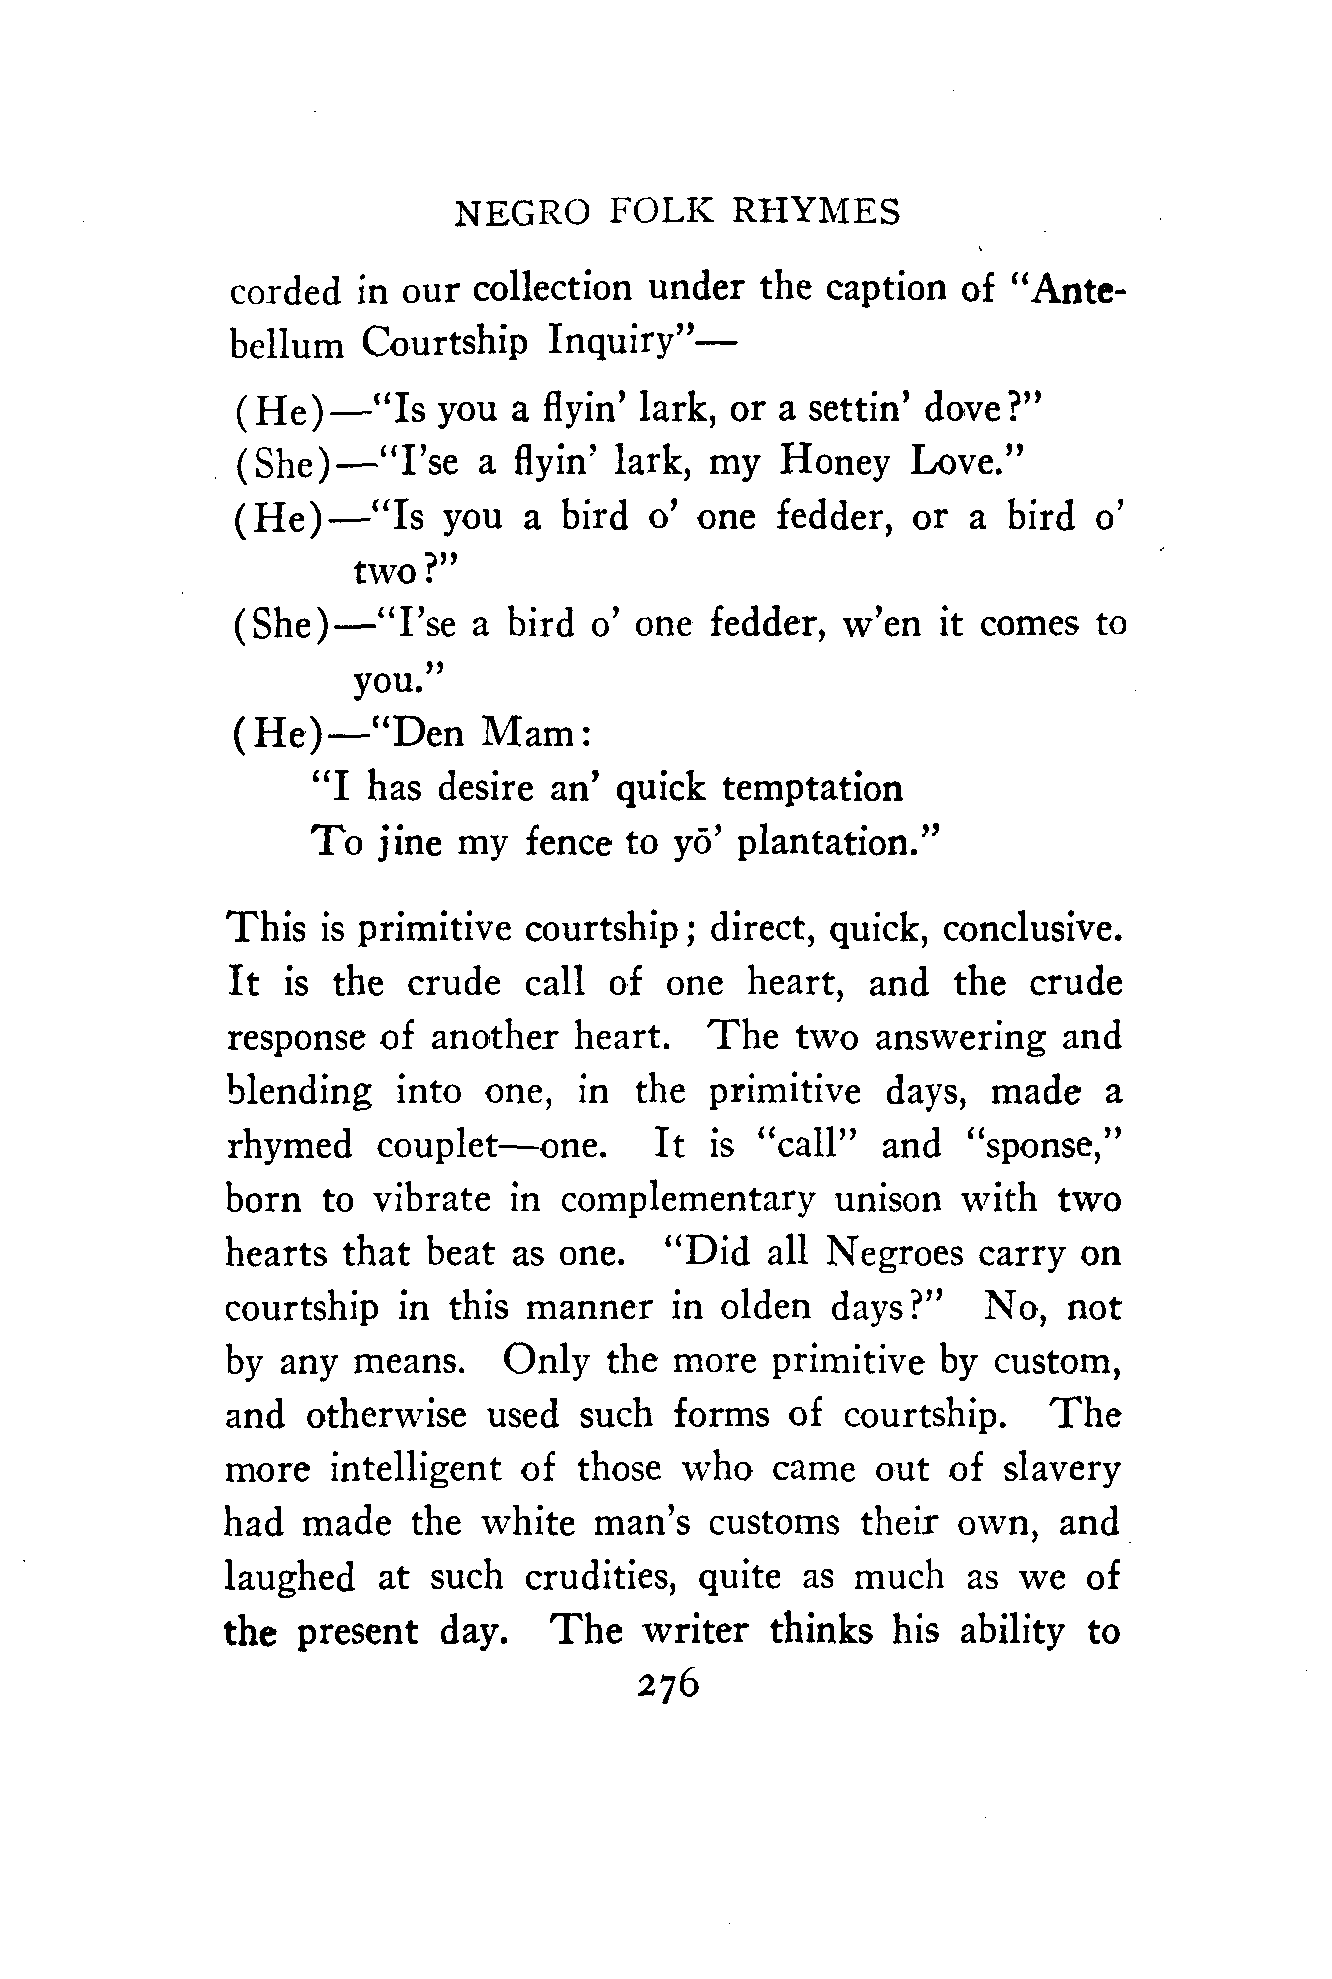 NEGRO FOLK RHYMES
corded in our collection under the caption of "Ante-
bellum Courtship Inquiry"—
(He)—"Is you a flyin' lark, or a settin' dove?"
(She)—"I'se a flyin' lark, my Honey Love."
(He)—"Is you a bird o' one fedder, or a bird o'
two?"
(She)—"I'se a bird o' one fedder, w'en it comes to
you."
(He)—"Den Mam:
"I has desire an' quick temptation
To jine my fence to yō' plantation."
This is primitive courtship; direct, quick, conclusive.
It is the crude call of one heart, and the crude
response of another heart. The two answering and
blending into one, in the primitive days, made a
rhymed couplet—one. It is "call" and "sponse,"
born to vibrate in complementary unison with two
hearts that beat as one. "Did all Negroes carry on
courtship in this manner in olden days?" No, not
by any means. Only the more primitive by custom,
and otherwise used such forms of courtship. The
more intelligent of those who came out of slavery
had made the white man's customs their own, and
laughed at such crudities, quite as much as we of
the present day. The writer thinks his ability to
276